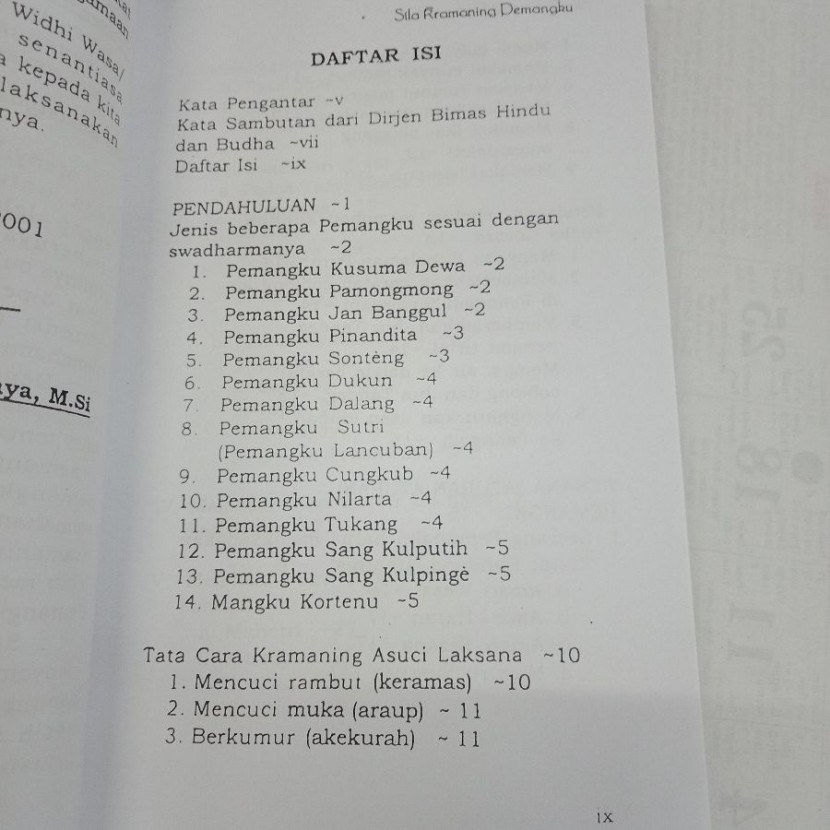 Widhi Wasa/
senantiasa
kepada kita
laksanakan
nya.
001
ya, M.Si
Sila Kramaning Pemangku
DAFTAR ISI
Kata Pengantar ~v
Kata Sambutan dari Dirjen Bimas Hindu
dan Budha ~vii
Daftar Isi ~ix
PENDAHULUAN ~1
Jenis beberapa Pemangku sesuai dengan
swadharmanya ~2
1. Pemangku Kusuma Dewa ~2
2. Pemangku Pamongmong ~2
3. Pemangku Jan Banggul ~2
4. Pemangku Pinandita ~3
5. Pemangku Sontèng ~3
6. Pemangku Dukun ~4
7. Pemangku Dalang ~4
8. Pemangku Sutri
(Pemangku Lancuban) ~4
9. Pemangku Cungkub ~4
10. Pemangku Nilarta ~4
11. Pemangku Tukang ~4
12. Pemangku Sang Kulputih ~5
13. Pemangku Sang Kulpingè ~5
14. Mangku Kortenu ~5
Tata Cara Kramaning Asuci Laksana ~10
1. Mencuci rambut (keramas) ~10
2. Mencuci muka (araup) ~ 11
3. Berkumur (akekurah) ~ 11
ix